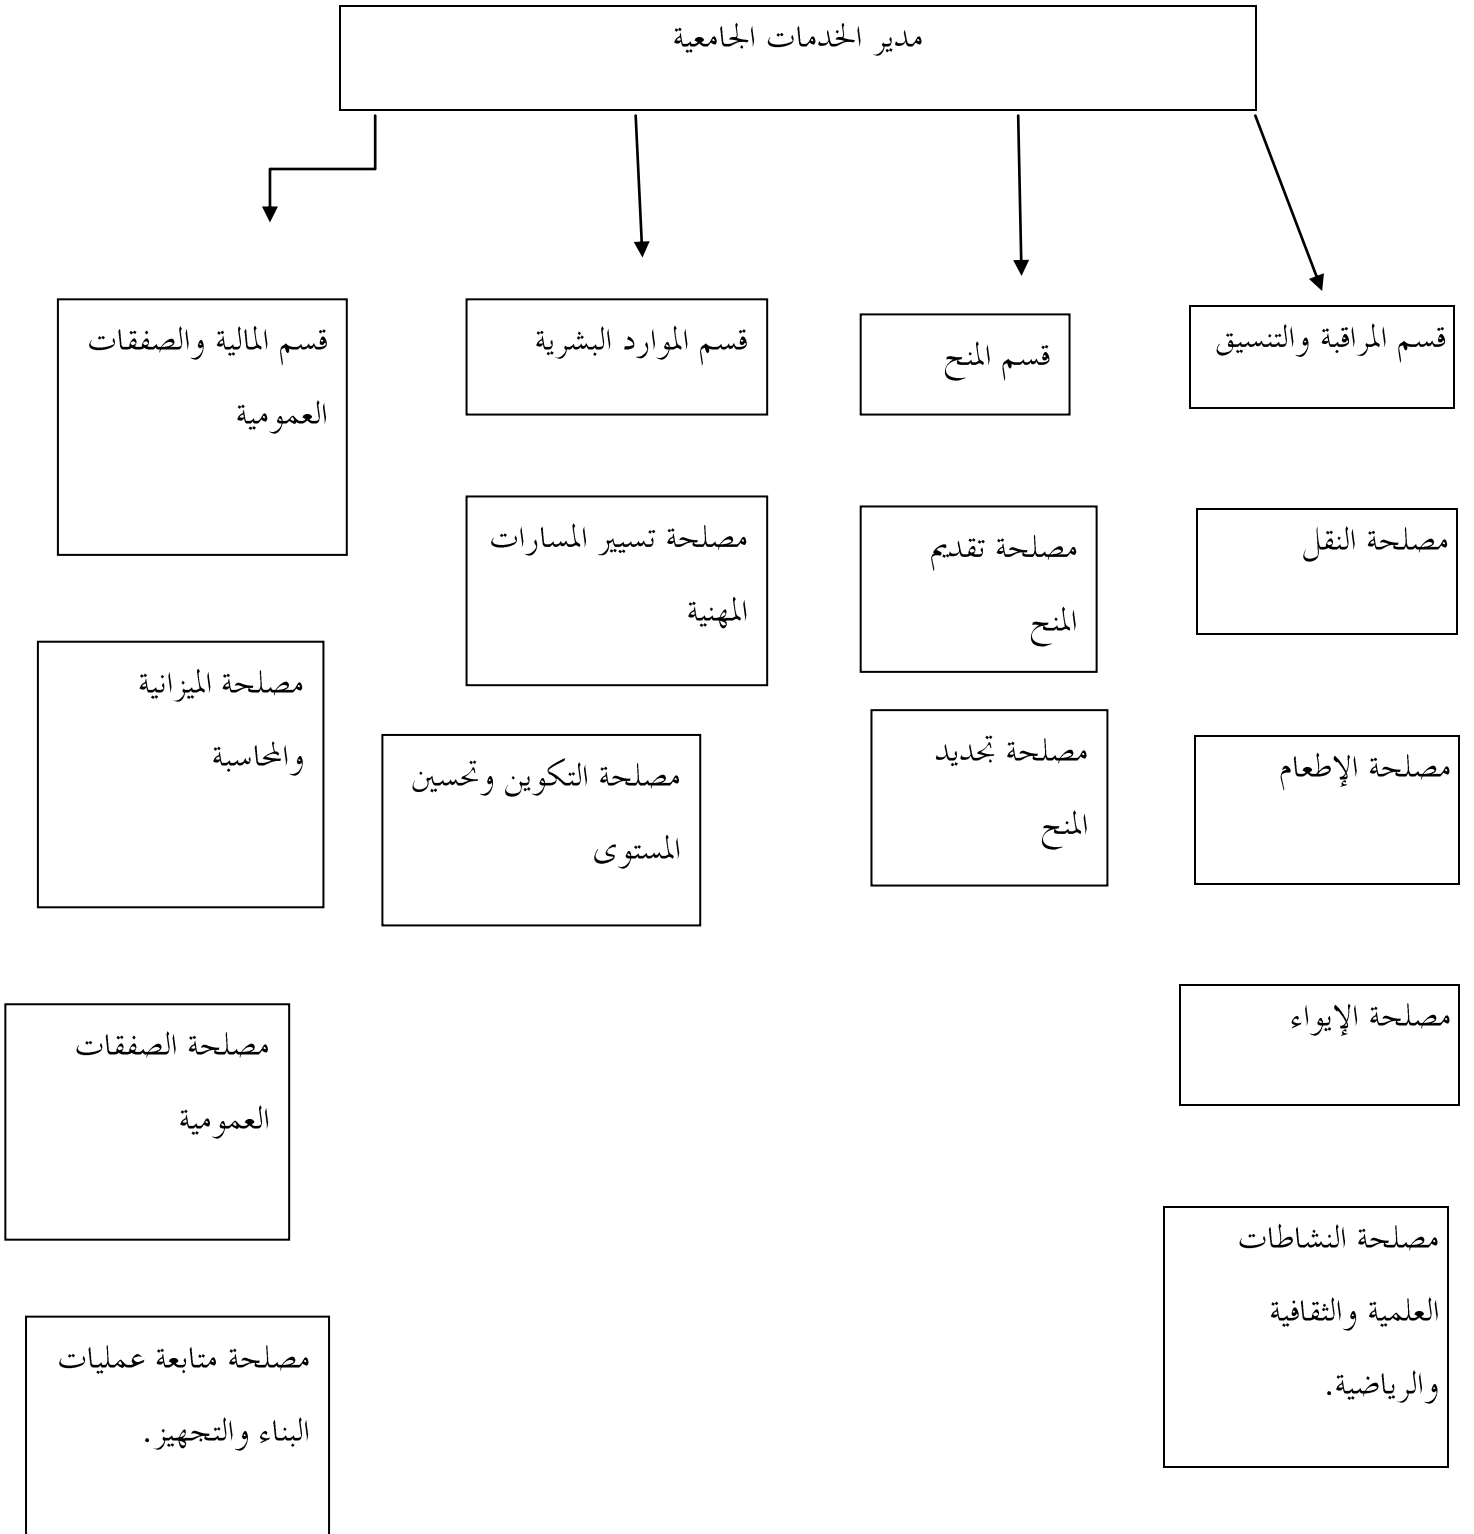 مدير الخدمات الجامعية
قسم المراقبة والتنسيق
قسم المنح
قسم الموارد البشرية
قسم المالية والصفقات
العمومية
مصلحة النقل
مصلحة تقديم
المنح
مصلحة تسيير المسارات
المهنية
مصلحة الميزانية
والمحاسبة
مصلحة الإطعام
مصلحة تجديد
المنح
مصلحة التكوين وتحسين
المستوى
مصلحة الإيواء
مصلحة الصفقات
العمومية
مصلحة النشاطات
العلمية والثقافية
والرياضية.
مصلحة متابعة عمليات
البناء والتجهيز.